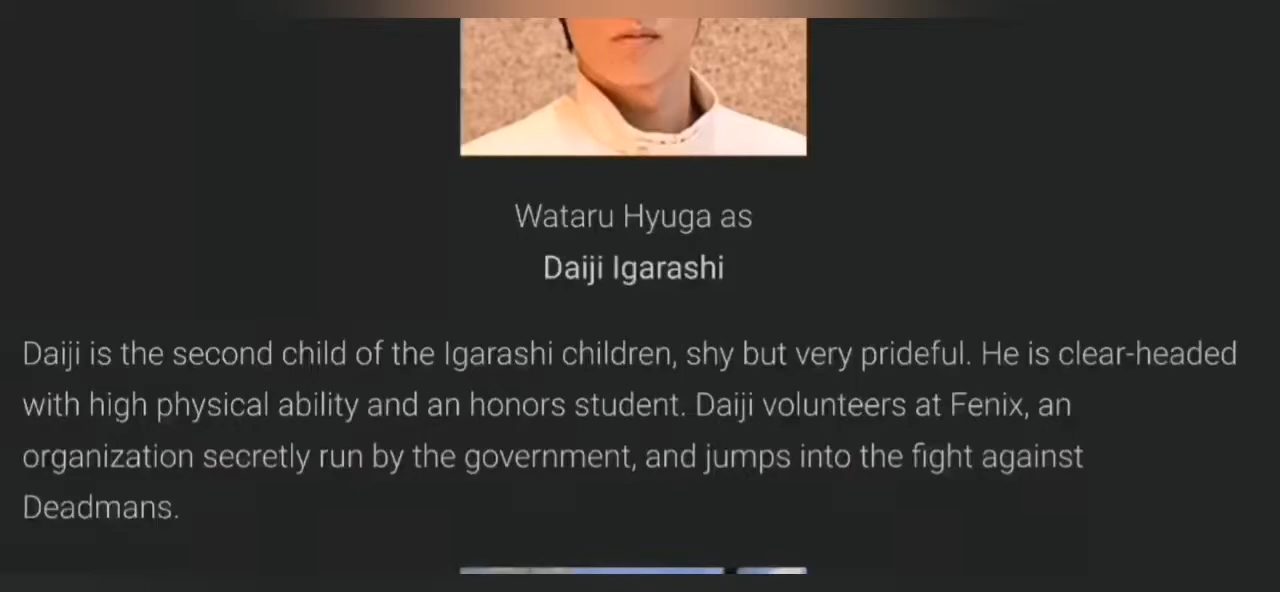 Wataru Hyuga as
Daiji Igarashi
Daiji is the second child of the Igarashi children, shy but very prideful. He is clear-headed
with high physical ability and an honors student. Daiji volunteers at Fenix, an
organization secretly run by the government, and jumps into the fight against
Deadmans.